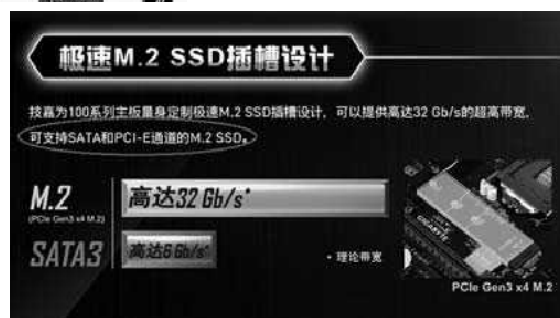 极速M.2 SSD插槽设计
技嘉为100系列主板量身定制极速M.2 SSD插槽设计，可以提供高达32 Gb/s的超高带宽，
可支持SATA和PCI-E通道的M.2 SSD。
M.2
(PCIe Gen3 x4 M.2)
高达32 Gb/s*
SATA3
高达6 Gb/s*
- 理论带宽
GIGABYTE
PCIe Gen3 x4 M.2